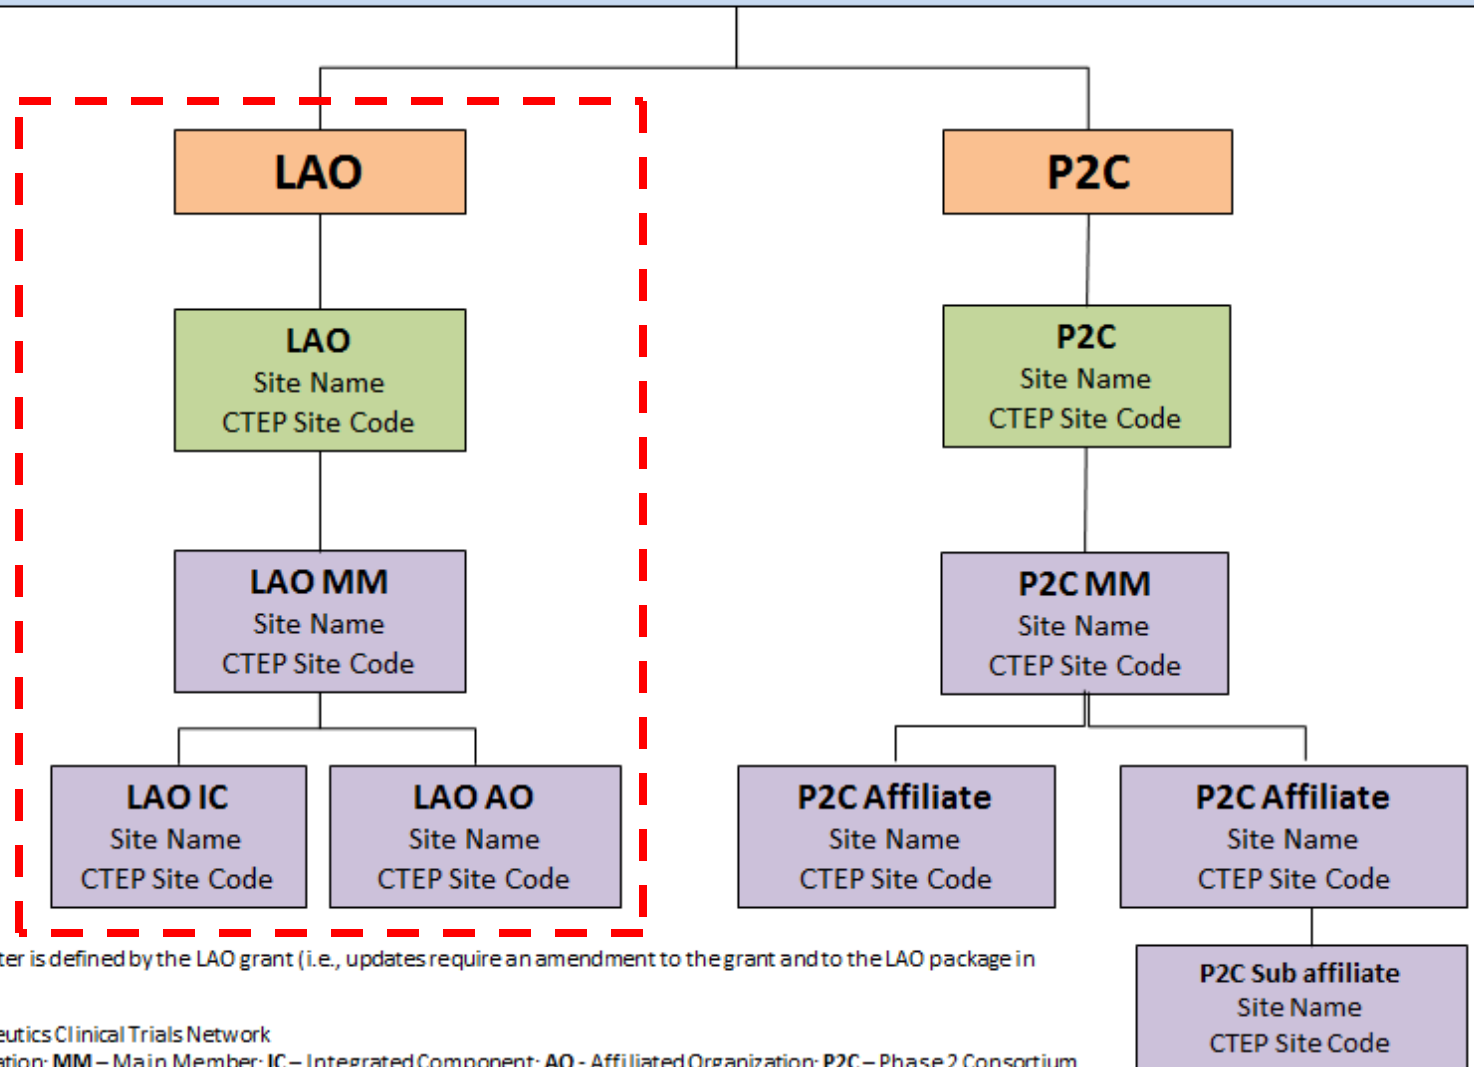 LAO
P2C
LAO
Site Name
CTEP Site Code
P2C
Site Name
CTEP Site Code
LAO MM
Site Name
CTEP Site Code
P2C MM
Site Name
CTEP Site Code
LAO IC
Site Name
CTEP Site Code
LAO AO
Site Name
CTEP Site Code
P2C Affiliate
Site Name
CTEP Site Code
P2C Affiliate
Site Name
CTEP Site Code
ter is defined by the LAO grant (i.e., updates require an amendment to the grant and to the LAO package in
P2C Sub affiliate
Site Name
CTEP Site Code
eutics Clinical Trials Network
ation; MM – Main Member; IC – Integrated Component; AO - Affiliated Organization; P2C – Phase 2 Consortium